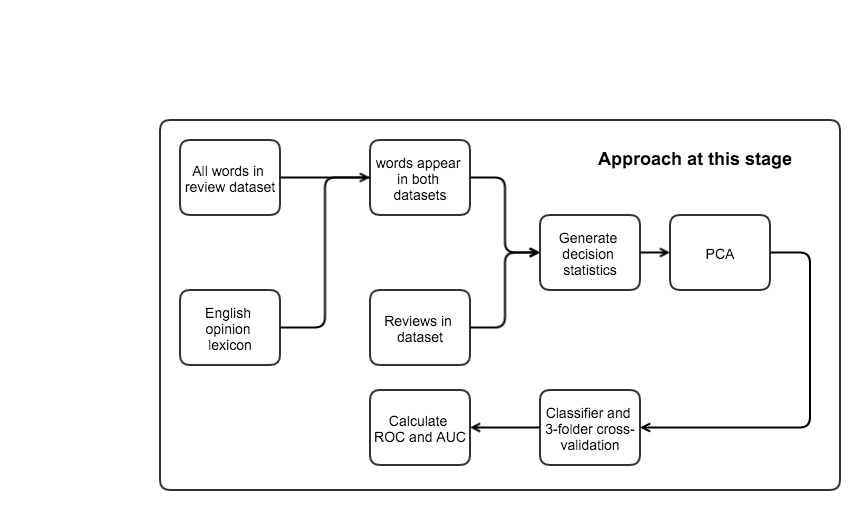 Approach at this stage
All words in
review dataset
words appear
in both
datasets
Generate
decision
statistics
PCA
English
opinion
lexicon
Reviews in
dataset
Calculate
ROC and AUC
Classifier and
3-folder cross-
validation